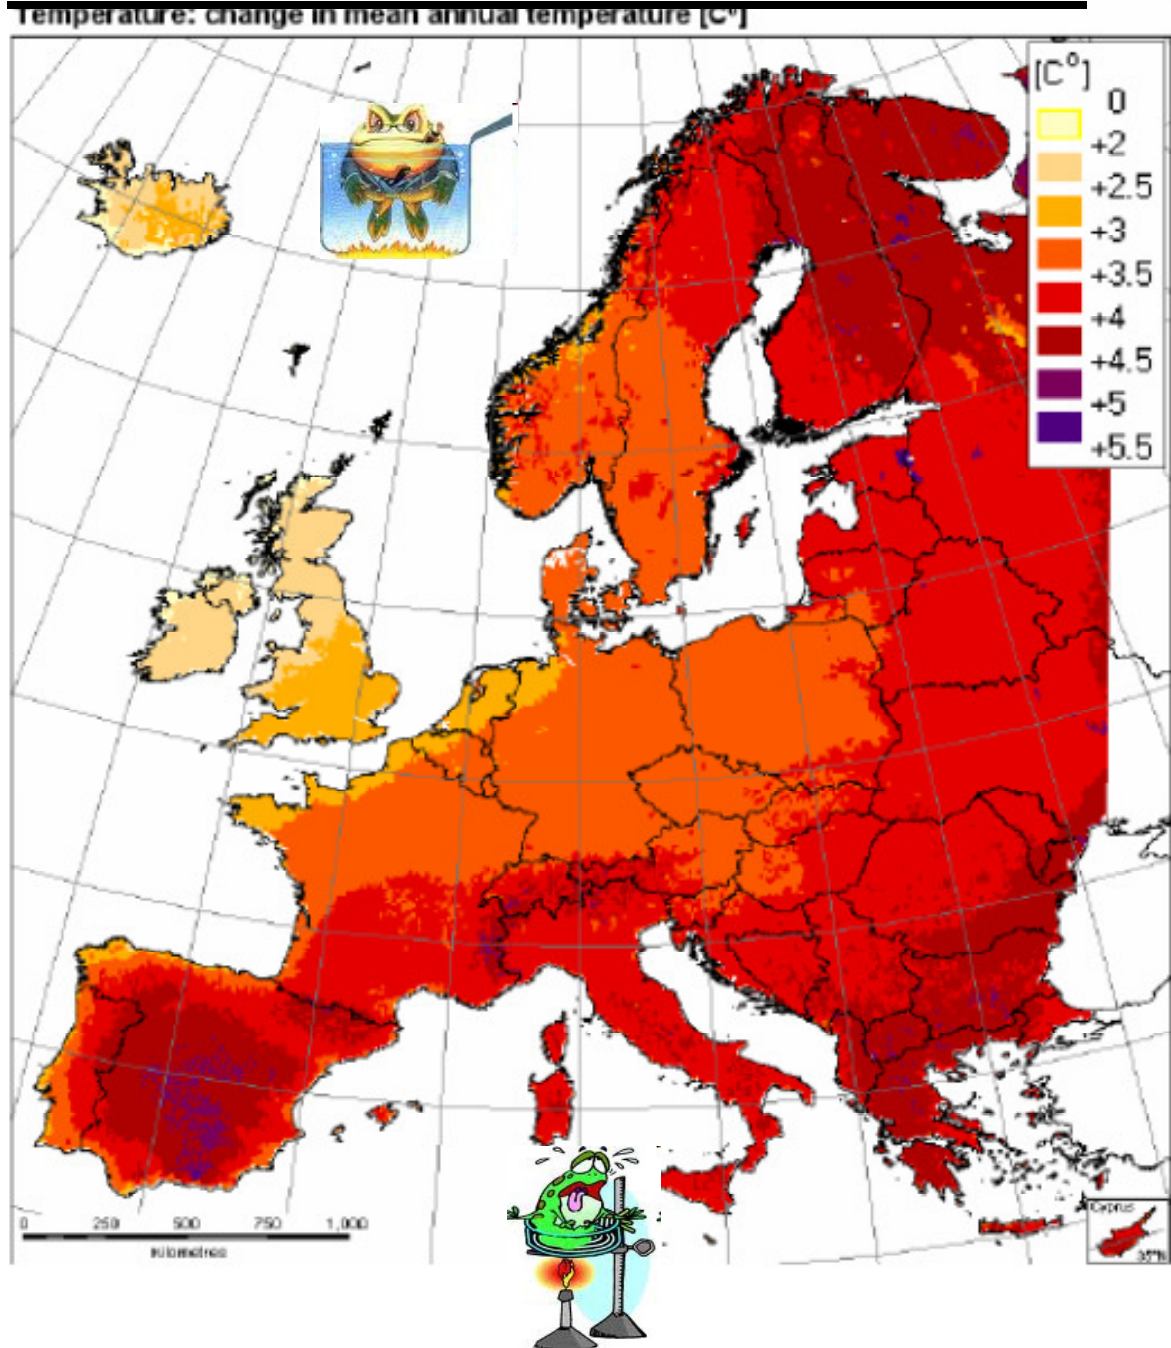 Temperature: change in mean annual temperature [C°]
[C°]
0
+2
+2.5
+3
+3.5
+4
+4.5
+5
+5.5
0 250 500 750 1,000
Kilometres
Cyprus
35°N